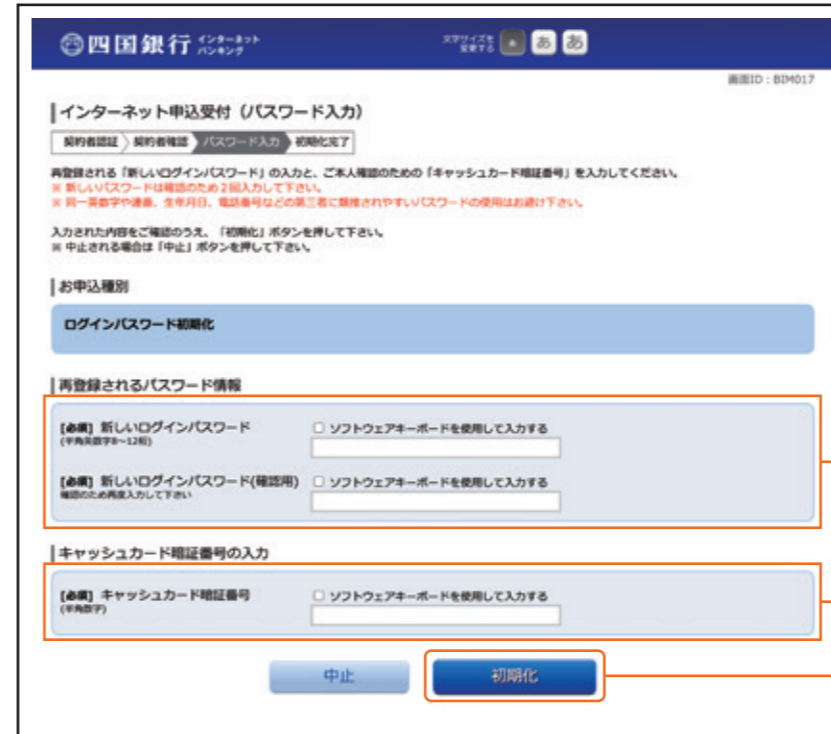 四国銀行 インターネット バンキング
文字サイズを変更する あ あ あ
画面ID：BIM017
インターネット申込受付（パスワード入力）
契約者認証 契約者確認 パスワード入力 初期化完了
再登録される「新しいログインパスワード」の入力と、ご本人確認のための「キャッシュカード暗証番号」を入力してください。
※ 新しいパスワードは確認のため2回入力して下さい。
※ 同一英数字や連番、生年月日、電話番号などの第三者に類推されやすいパスワードの使用はお避け下さい。
入力された内容をご確認のうえ、「初期化」ボタンを押して下さい。
※ 中止される場合は「中止」ボタンを押して下さい。
お申込種別
ログインパスワード初期化
再登録されるパスワード情報
[必須] 新しいログインパスワード ソフトウェアキーボードを使用して入力する
(半角英数字8～12桁)
[必須] 新しいログインパスワード(確認用) ソフトウェアキーボードを使用して入力する
確認のため再度入力して下さい
キャッシュカード暗証番号の入力
[必須] キャッシュカード暗証番号 ソフトウェアキーボードを使用して入力する
(半角数字)
中止 初期化